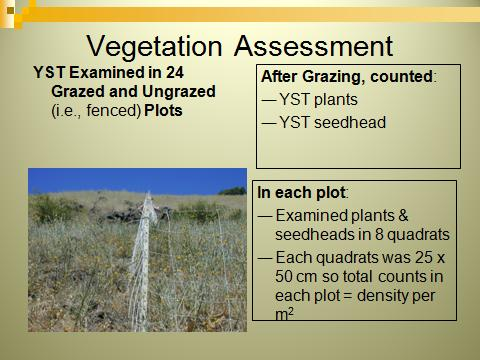 Vegetation Assessment
YST Examined in 24
Grazed and Ungrazed
(i.e., fenced) Plots
After Grazing, counted:
— YST plants
— YST seedhead
In each plot:
— Examined plants &
seedheads in 8 quadrats
— Each quadrats was 25 x
50 cm so total counts in
each plot = density per
m2